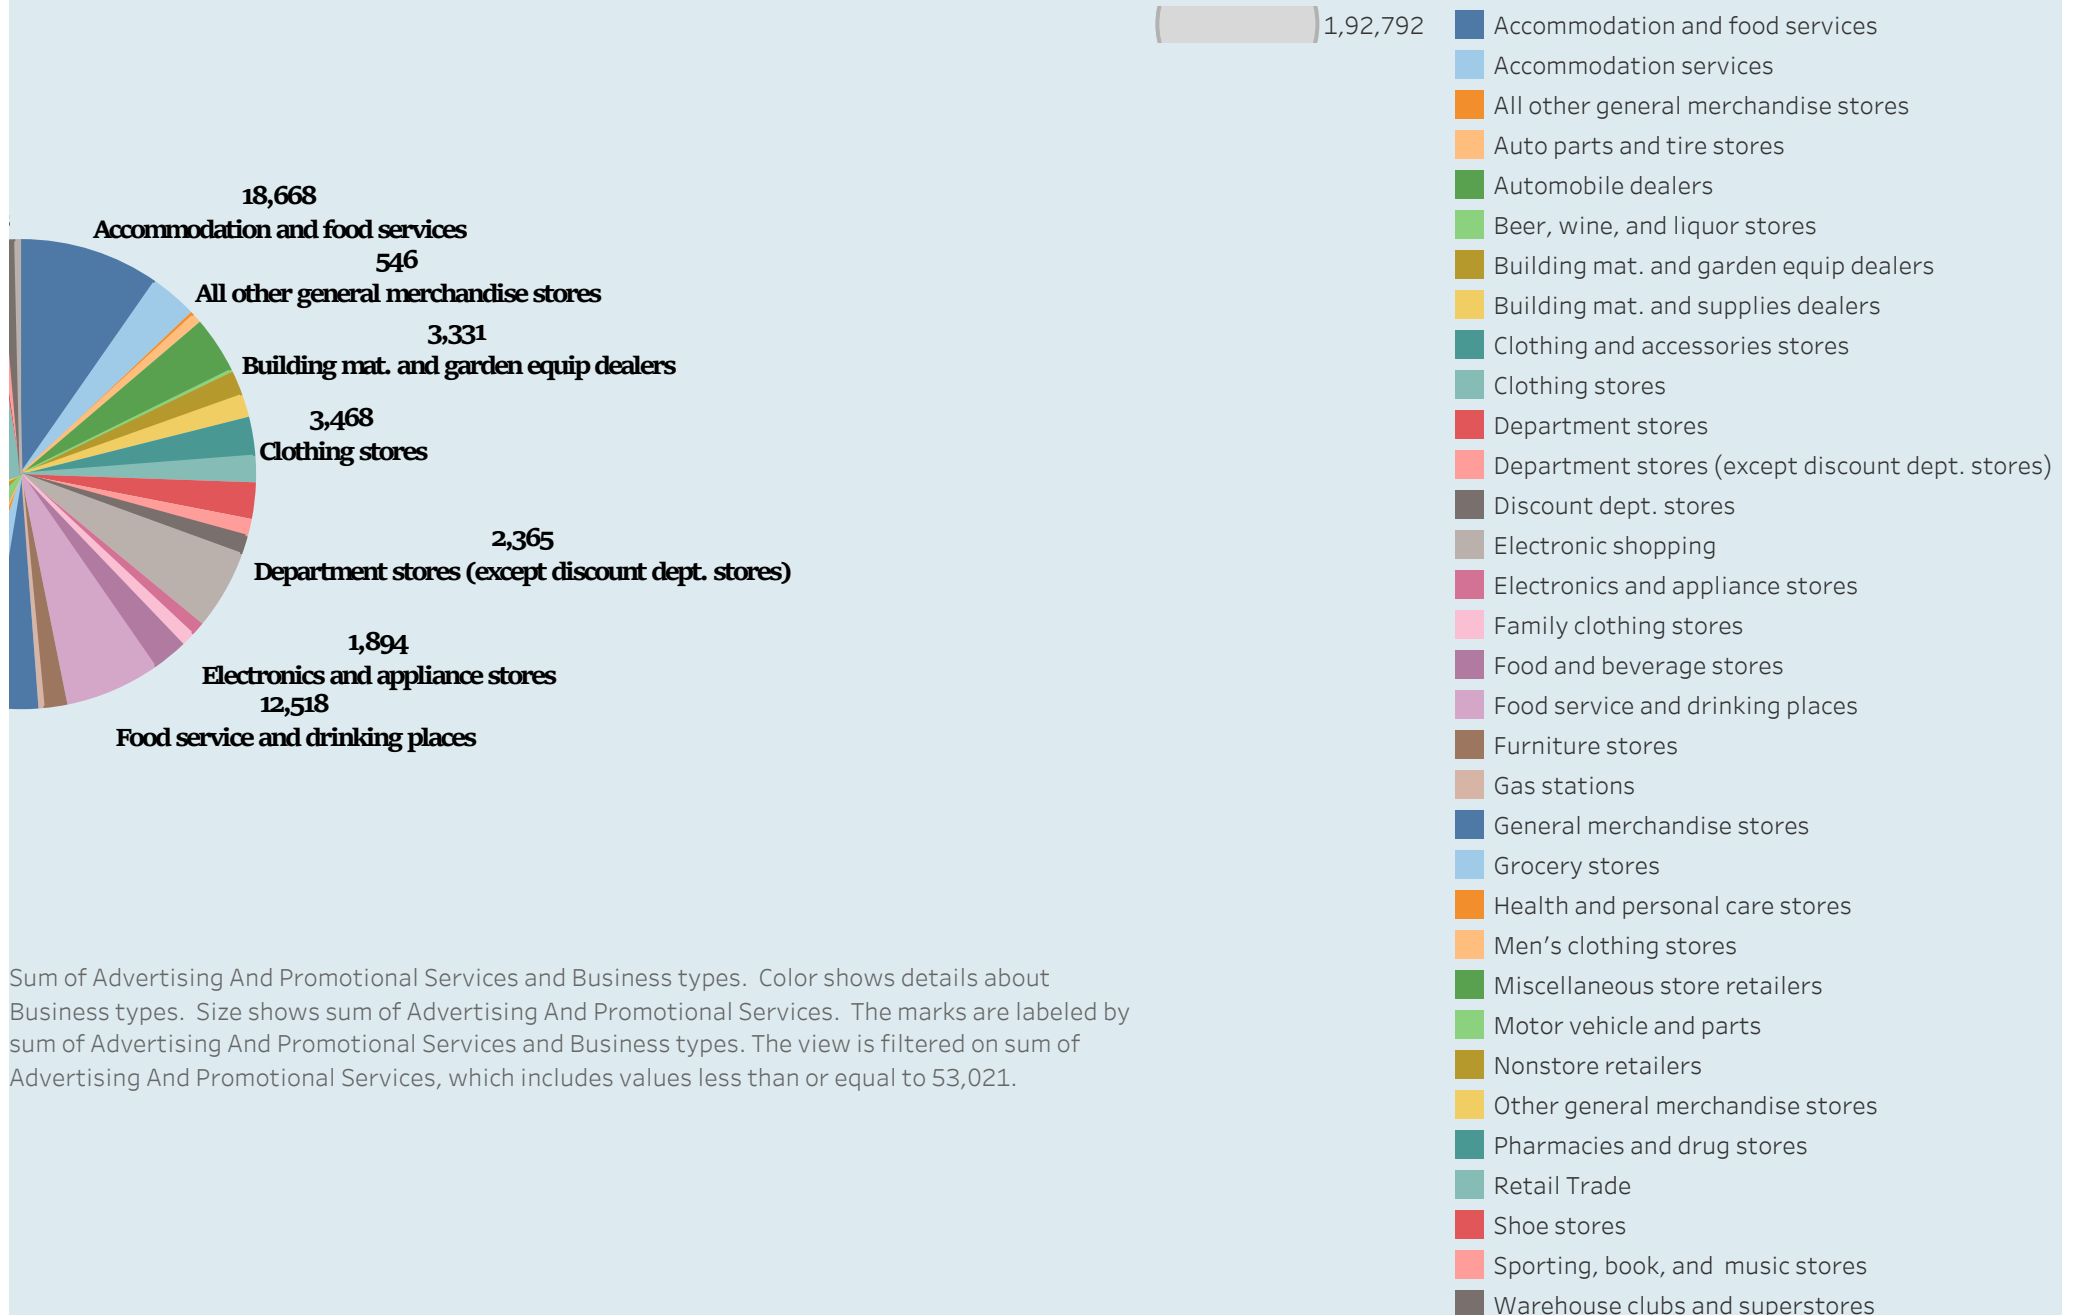 1,92,792
18,668
Accommodation and food services
546
All other general merchandise stores
3,331
Building mat. and garden equip dealers
3,468
Clothing stores
2,365
Department stores (except discount dept. stores)
1,894
Electronics and appliance stores
12,518
Food service and drinking places
Sum of Advertising And Promotional Services and Business types.  Color shows details about
Business types.  Size shows sum of Advertising And Promotional Services.  The marks are labeled by
sum of Advertising And Promotional Services and Business types. The view is filtered on sum of
Advertising And Promotional Services, which includes values less than or equal to 53,021.
Accommodation and food services
Accommodation services
All other general merchandise stores
Auto parts and tire stores
Automobile dealers
Beer, wine, and liquor stores
Building mat. and garden equip dealers
Building mat. and supplies dealers
Clothing and accessories stores
Clothing stores
Department stores
Department stores (except discount dept. stores)
Discount dept. stores
Electronic shopping
Electronics and appliance stores
Family clothing stores
Food and beverage stores
Food service and drinking places
Furniture stores
Gas stations
General merchandise stores
Grocery stores
Health and personal care stores
Men's clothing stores
Miscellaneous store retailers
Motor vehicle and parts
Nonstore retailers
Other general merchandise stores
Pharmacies and drug stores
Retail Trade
Shoe stores
Sporting, book, and  music stores
Warehouse clubs and superstores